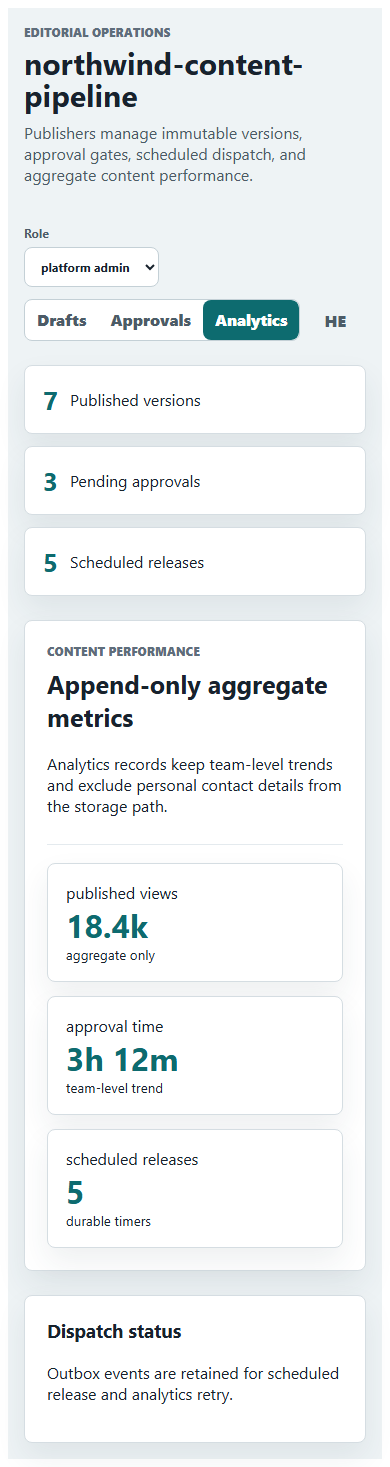 EDITORIAL OPERATIONS
northwind-content-
pipeline
Publishers manage immutable versions,
approval gates, scheduled dispatch, and
aggregate content performance.
Role
platform admin
Drafts Approvals Analytics HE
7 Published versions
3 Pending approvals
5 Scheduled releases
CONTENT PERFORMANCE
Append-only aggregate
metrics
Analytics records keep team-level trends
and exclude personal contact details from
the storage path.
published views
18.4k
aggregate only
approval time
3h 12m
team-level trend
scheduled releases
5
durable timers
Dispatch status
Outbox events are retained for scheduled
release and analytics retry.